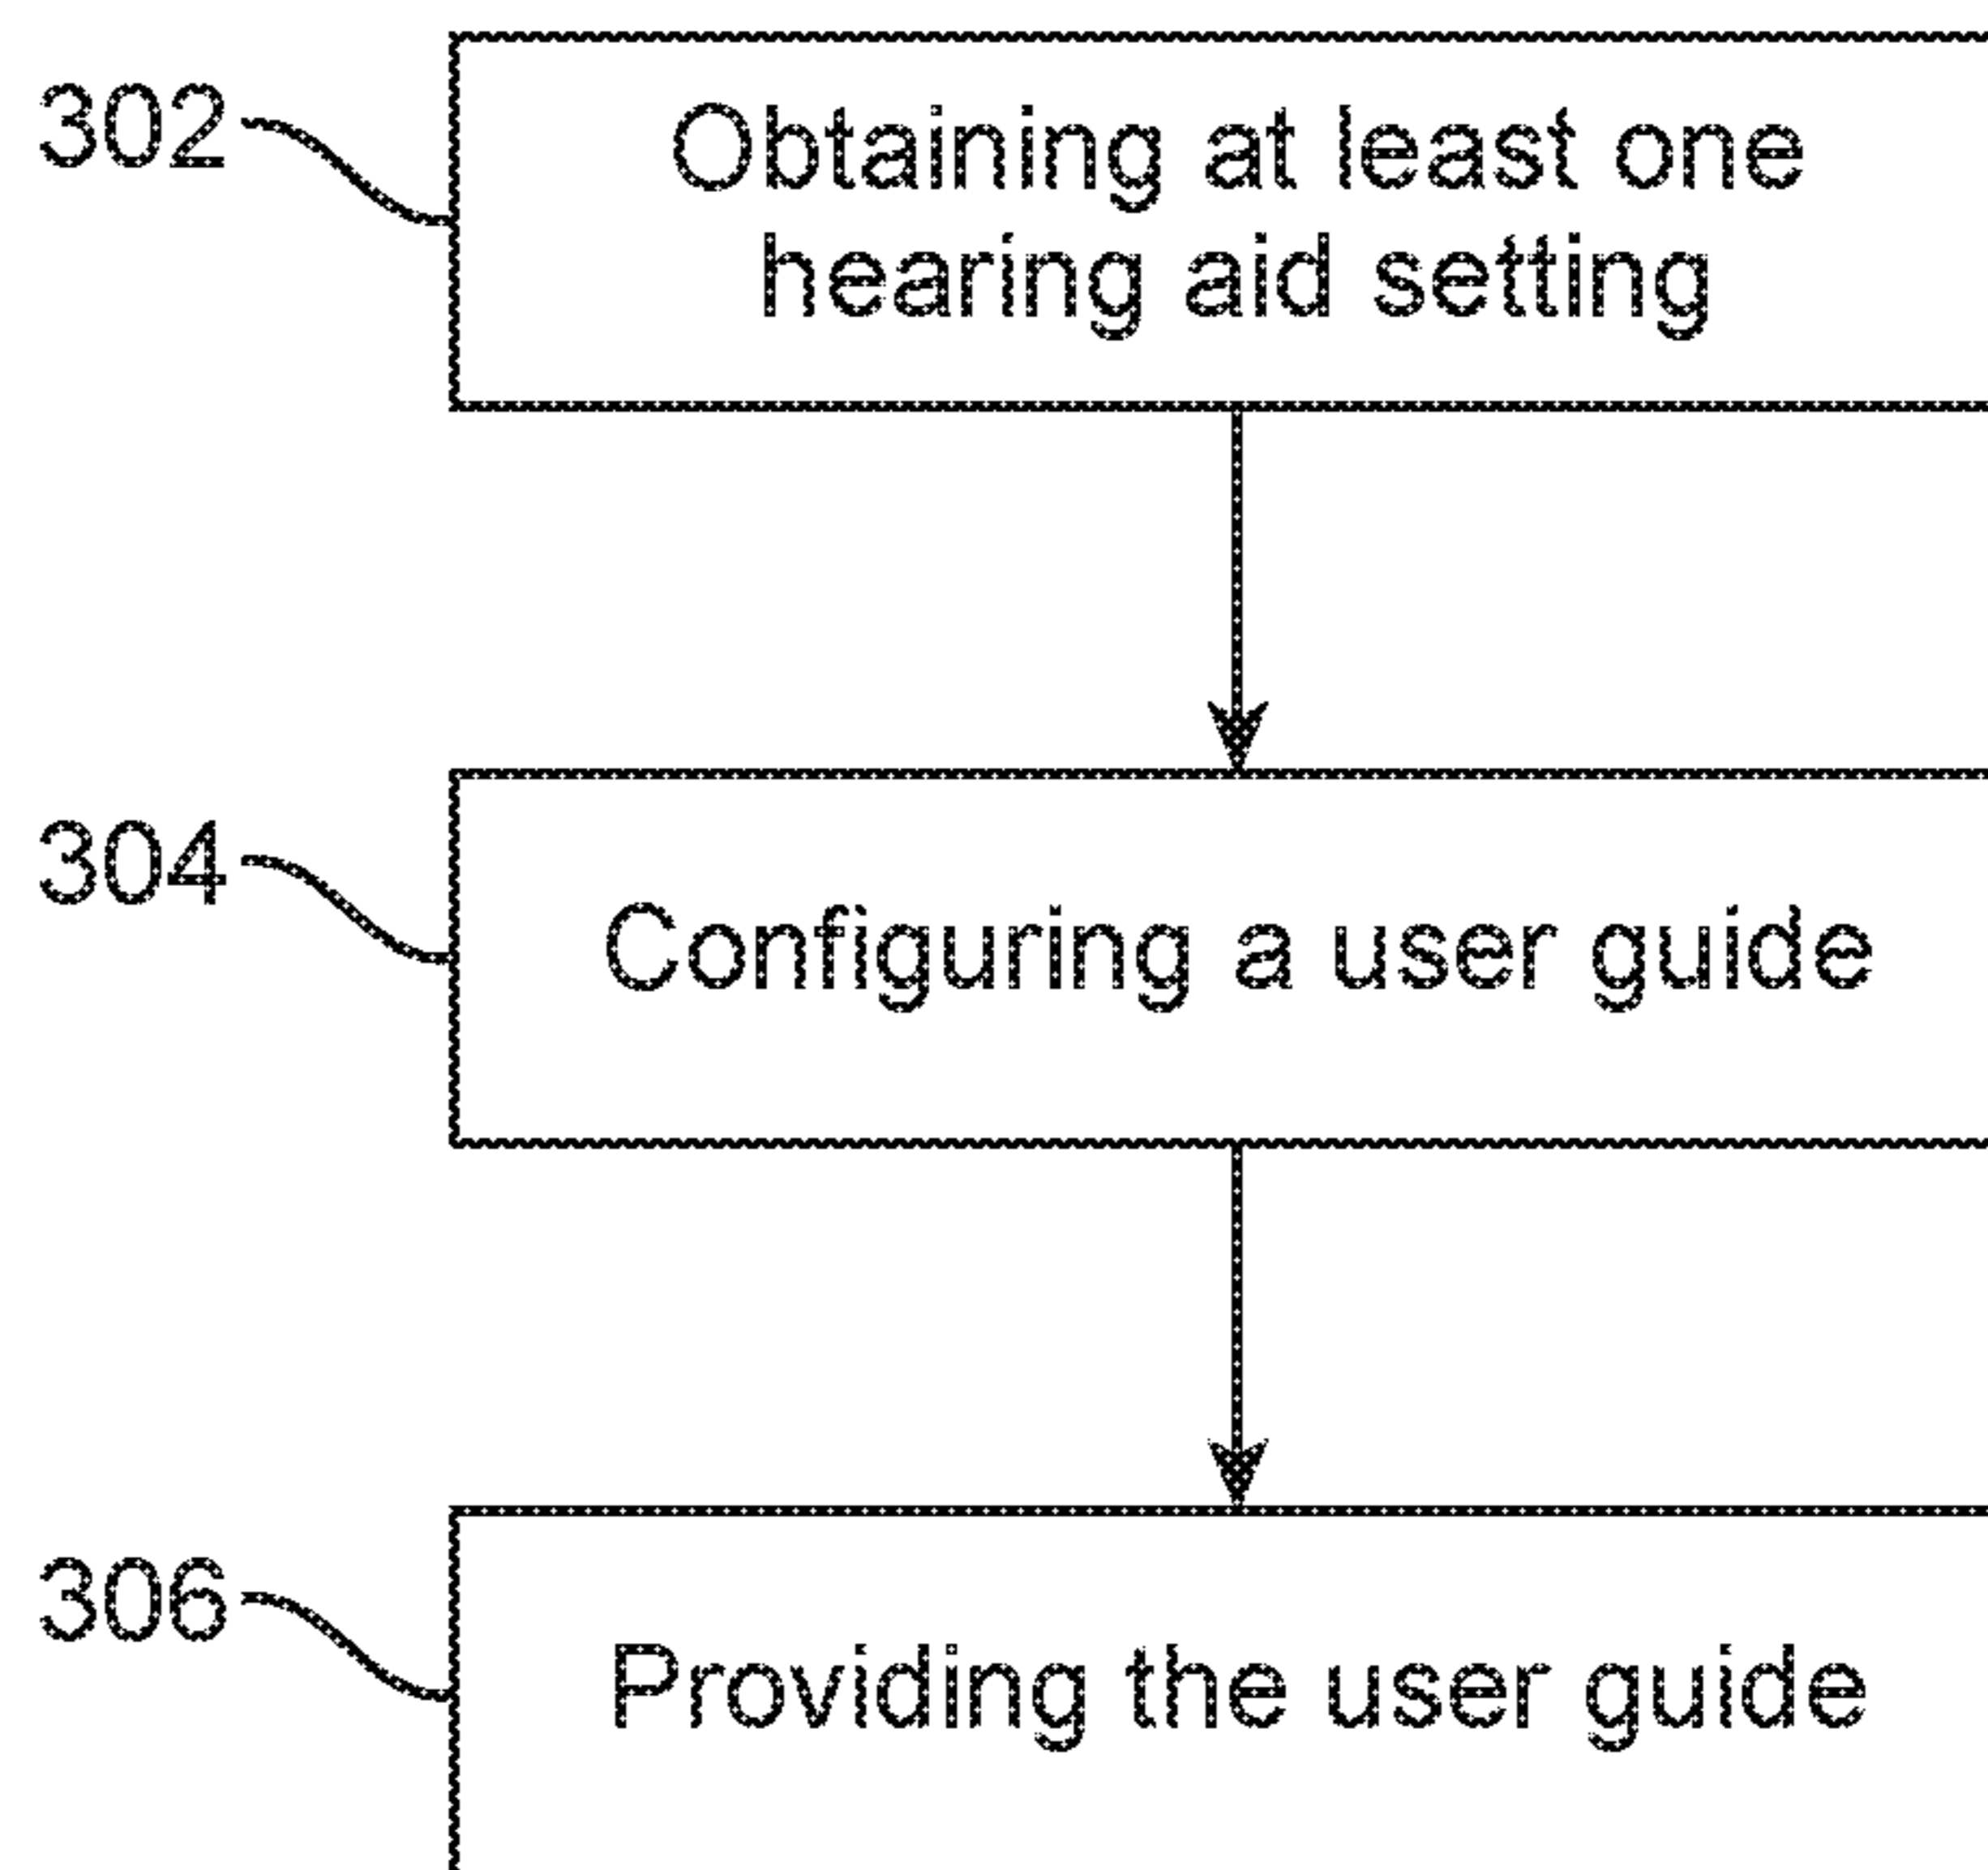 302
Obtaining at least one
hearing aid setting
304
Configuring a user guide
306
Providing the user guide